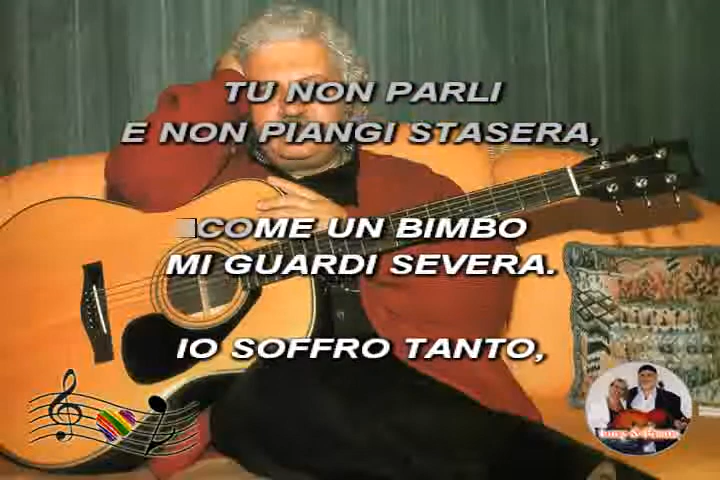 TU NON PARLI
E NON PIANGI STASERA,
COME UN BIMBO
MI GUARDI SEVERA.
IO SOFFRO TANTO,